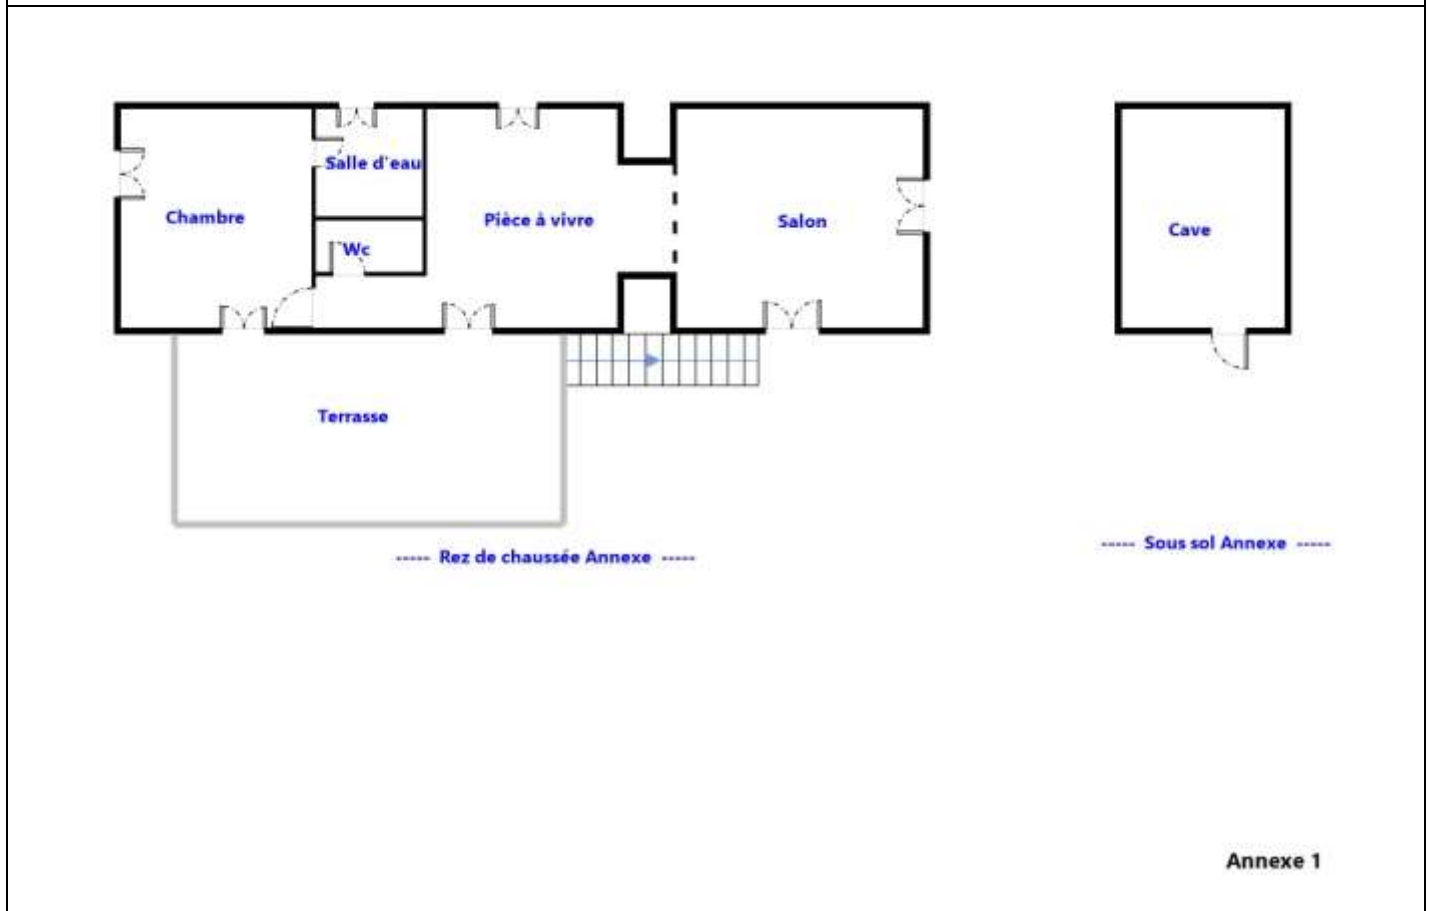 Salle d'eau
Chambre
Pièce à vivre
Salon
Cave
Wc
Terrasse
----- Rez de chaussée Annexe -----
----- Sous sol Annexe -----
Annexe 1